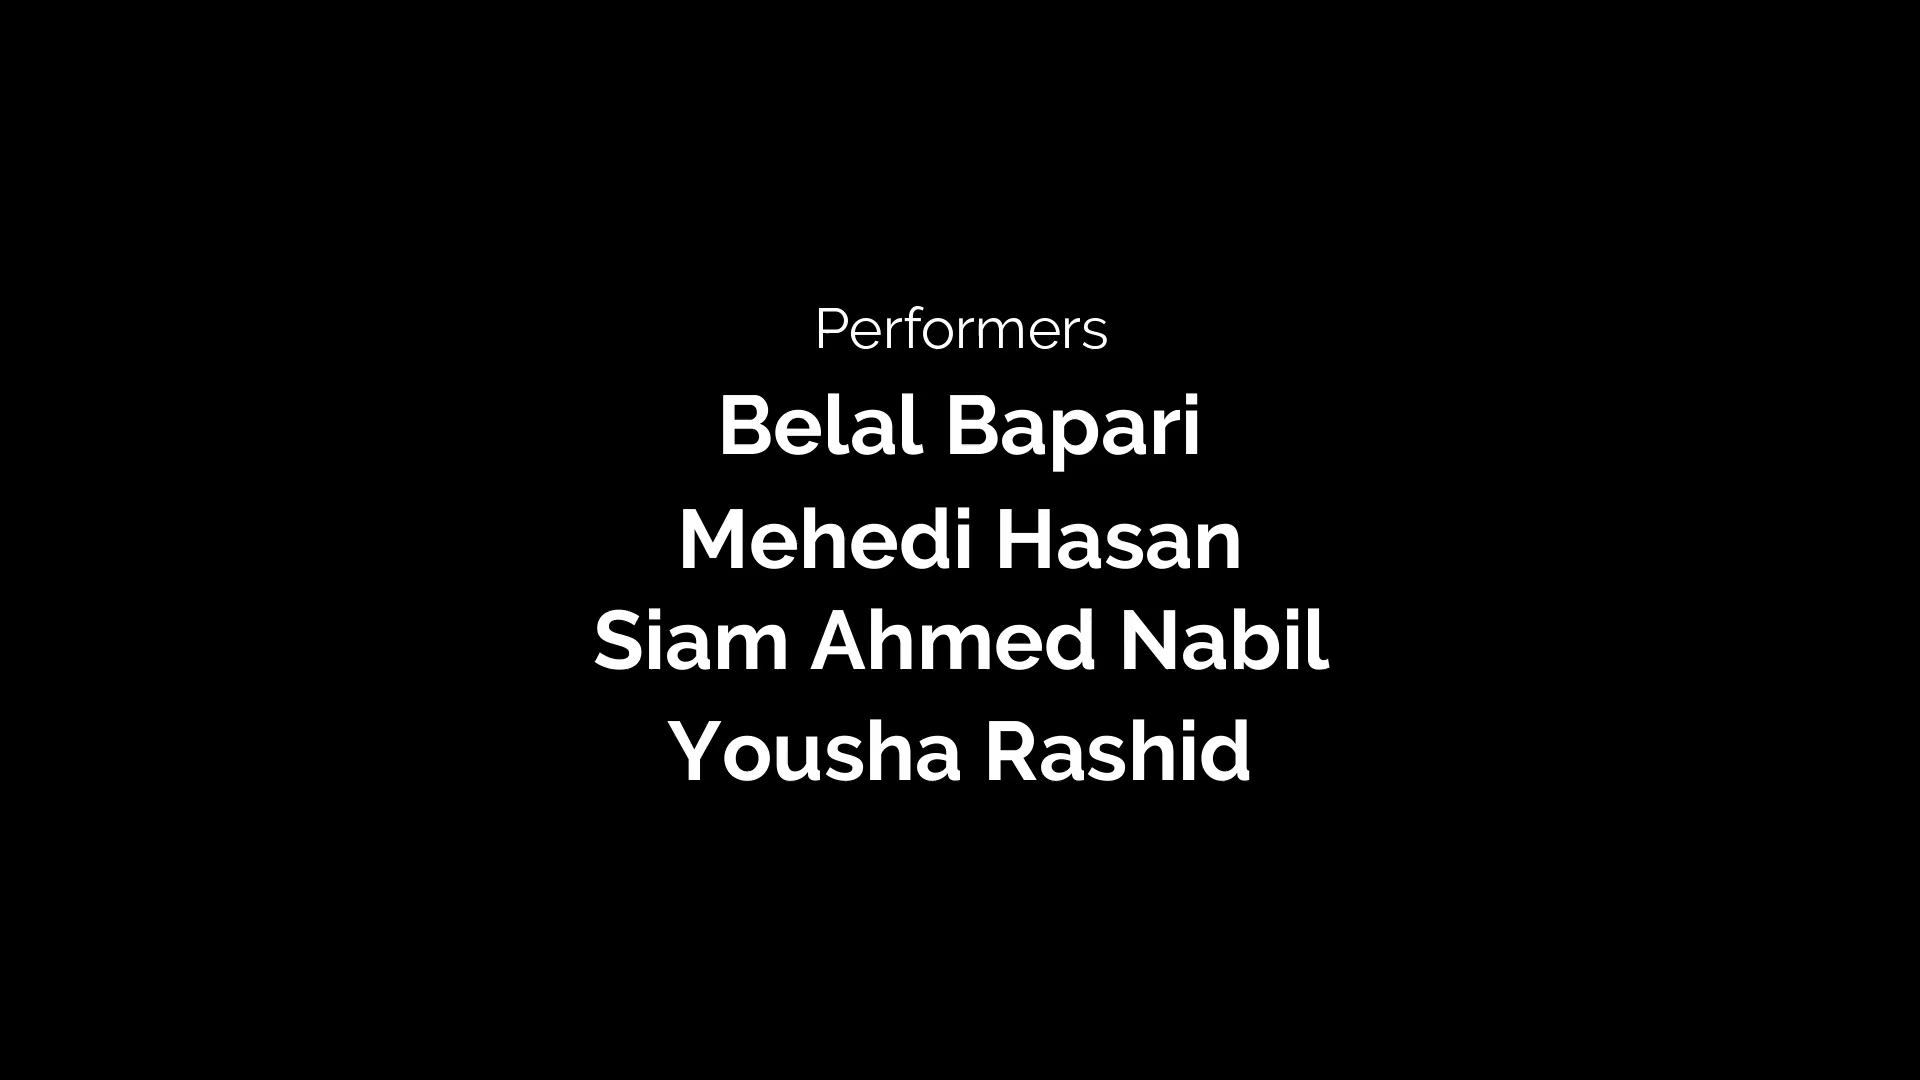 Performers
Belal Bapari
Mehedi Hasan
Siam Ahmed Nabil
Yousha Rashid